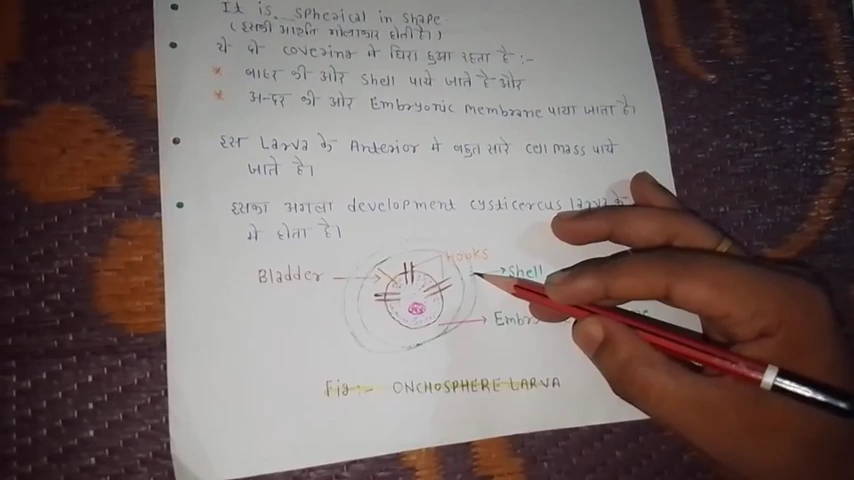 It is spherical in shape.
(इसकी आकृति गोलाकार होती है।)
ये दो covering में घिरा हुआ रहता है :-
* बाहर की ओर shell पाये जाते है और
* अन्दर की ओर Embryonic membrane पाया जाता है।
इस Larva के Anterior में बहुत सारे cell mass पाये
जाते है।
इसका अगला development cysticercus larva के
में होता है।
Hooks
Bladder
Shell
Fig :- ONCHOSPHERE LARVA